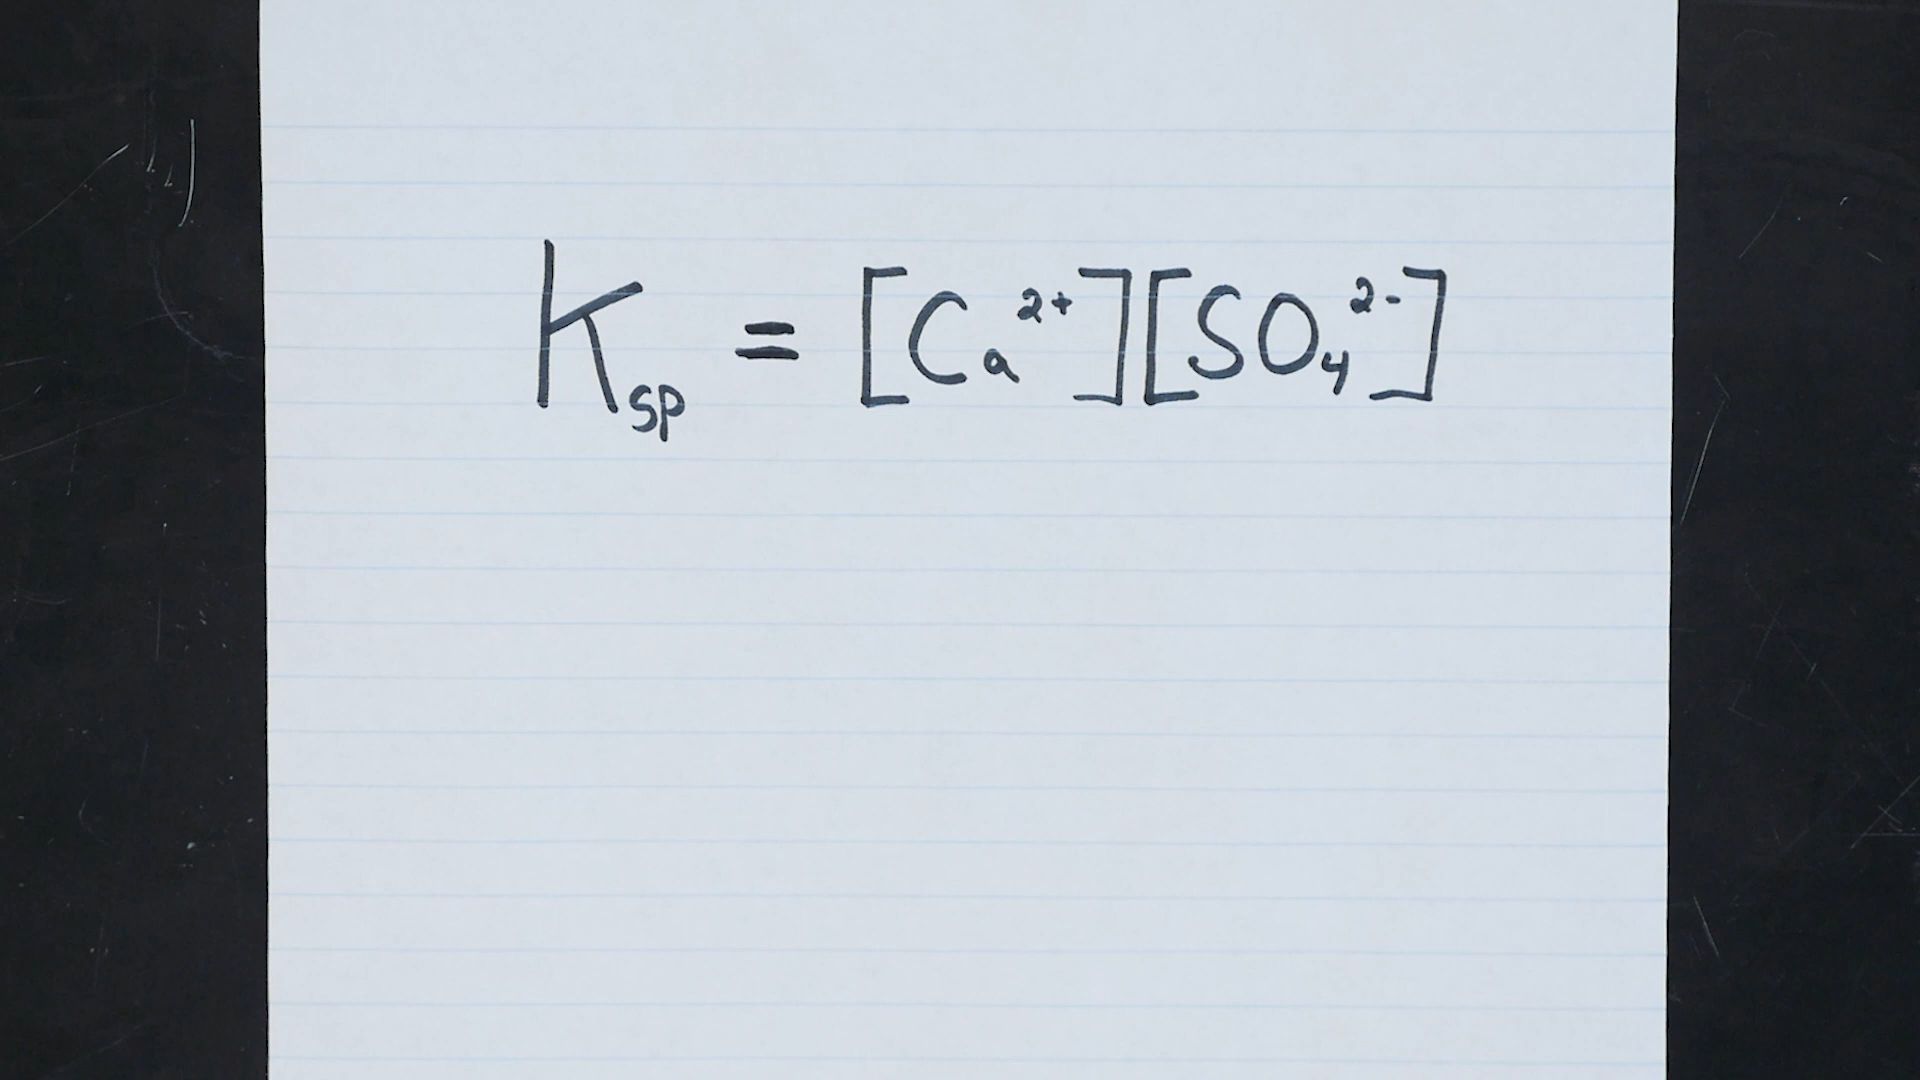 Ksp = [Ca²⁺][SO₄²⁻]